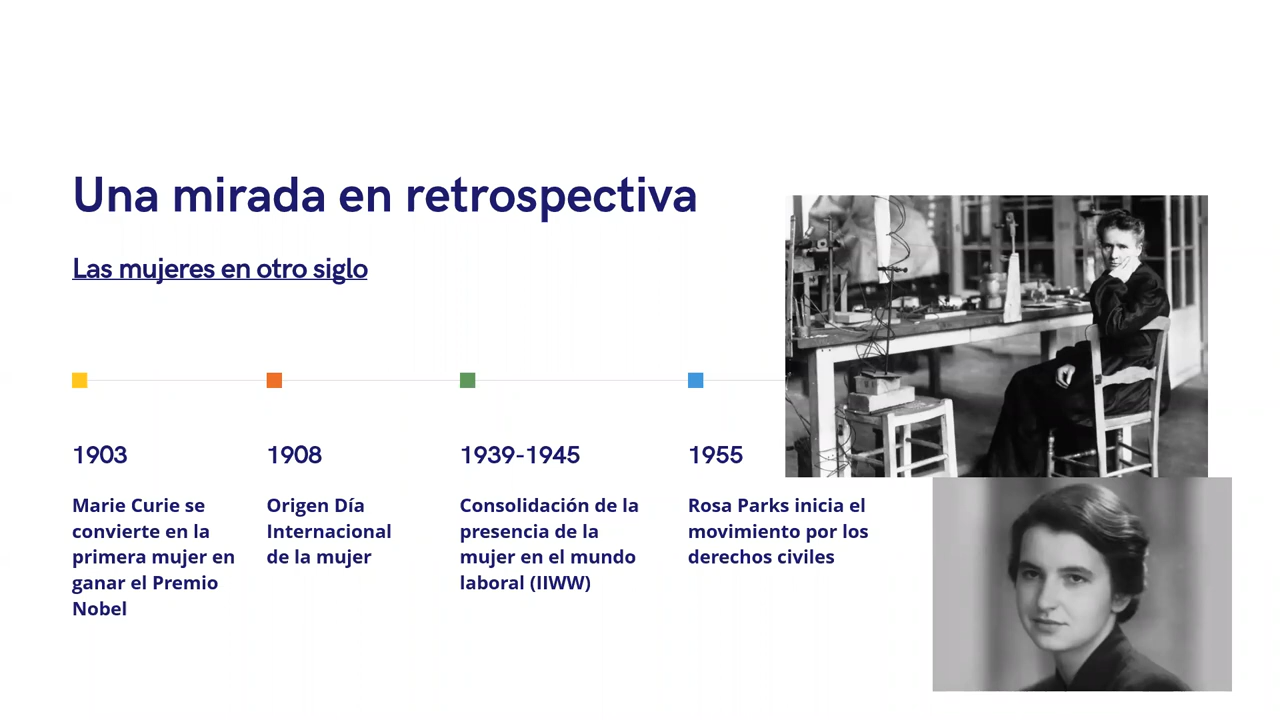 Una mirada en retrospectiva
Las mujeres en otro siglo
1903
Marie Curie se
convierte en la
primera mujer en
ganar el Premio
Nobel
1908
Origen Día
Internacional
de la mujer
1939-1945
Consolidación de la
presencia de la
mujer en el mundo
laboral (IIWW)
1955
Rosa Parks inicia el
movimiento por los
derechos civiles